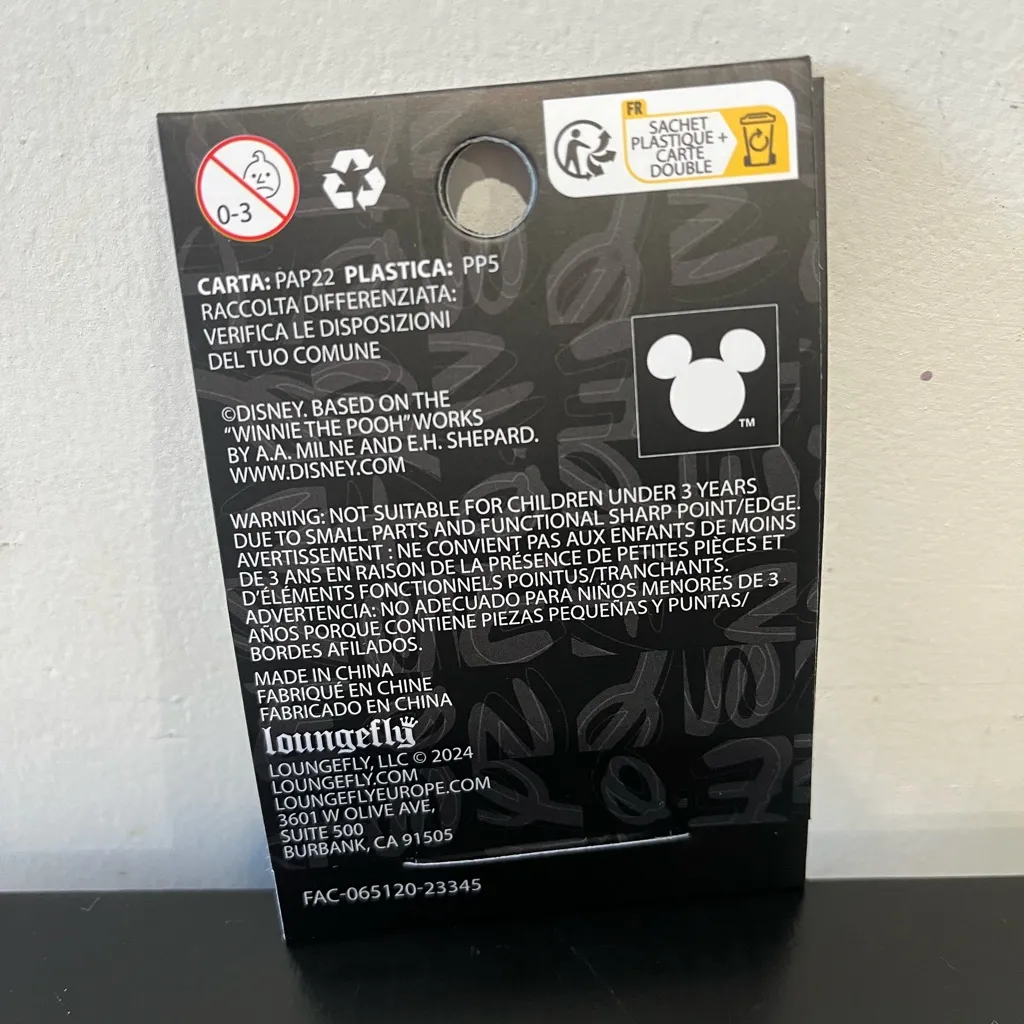 0-3
FR
SACHET
PLASTIQUE +
CARTE
DOUBLE
CARTA: PAP22 PLASTICA: PP5
RACCOLTA DIFFERENZIATA:
VERIFICA LE DISPOSIZIONI
DEL TUO COMUNE
©DISNEY. BASED ON THE
"WINNIE THE POOH" WORKS
BY A.A. MILNE AND E.H. SHEPARD.
WWW.DISNEY.COM
TM
WARNING: NOT SUITABLE FOR CHILDREN UNDER 3 YEARS
DUE TO SMALL PARTS AND FUNCTIONAL SHARP POINT/EDGE.
AVERTISSEMENT : NE CONVIENT PAS AUX ENFANTS DE MOINS
DE 3 ANS EN RAISON DE LA PRÉSENCE DE PETITES PIÈCES ET
D'ÉLÉMENTS FONCTIONNELS POINTUS/TRANCHANTS.
ADVERTENCIA: NO ADECUADO PARA NIÑOS MENORES DE 3
AÑOS PORQUE CONTIENE PIEZAS PEQUEÑAS Y PUNTAS/
BORDES AFILADOS.
MADE IN CHINA
FABRIQUÉ EN CHINE
FABRICADO EN CHINA
loungefly
LOUNGEFLY, LLC © 2024
LOUNGEFLY.COM
LOUNGEFLYEUROPE.COM
3601 W OLIVE AVE,
SUITE 500
BURBANK, CA 91505
FAC-065120-23345